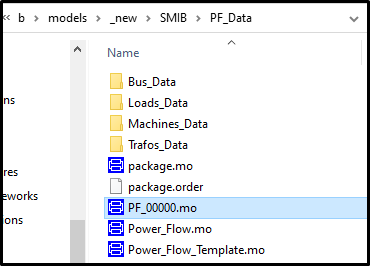 b > models > _new > SMIB > PF_Data
Name
Bus_Data
ns
Loads_Data
Machines_Data
Trafos_Data
package.mo
res
package.order
eworks
PF_00000.mo
ions
Power_Flow.mo
Power_Flow_Template.mo